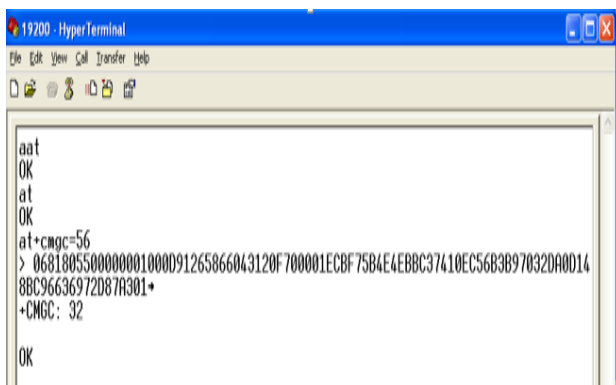 19200 - HyperTerminal
File Edit View Call Transfer Help
aat
OK
at
OK
at+cmgc=56
> 0681805500000001000D91265866043120F700001ECBF75B4E4EBBC37410EC56B3B97032DA0D14
8BC96636972D87A301→
+CMGC: 32
OK